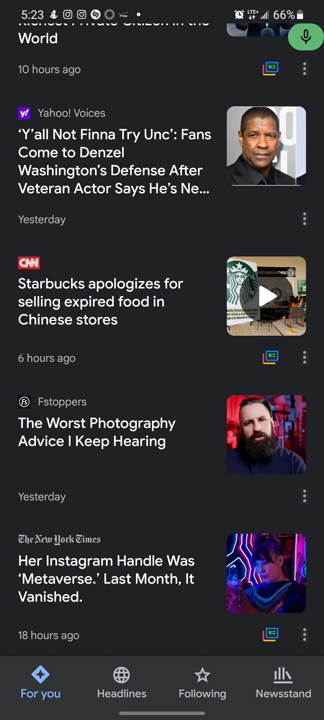 5:23
LTE+
66%
World
10 hours ago
Yahoo! Voices
‘Y’all Not Finna Try Unc’: Fans
Come to Denzel
Washington’s Defense After
Veteran Actor Says He’s Ne...
Yesterday
CNN
Starbucks apologizes for
selling expired food in
Chinese stores
6 hours ago
Fs
Fstoppers
The Worst Photography
Advice I Keep Hearing
Yesterday
The New York Times
Her Instagram Handle Was
‘Metaverse.’ Last Month, It
Vanished.
18 hours ago
For you
Headlines
Following
Newsstand